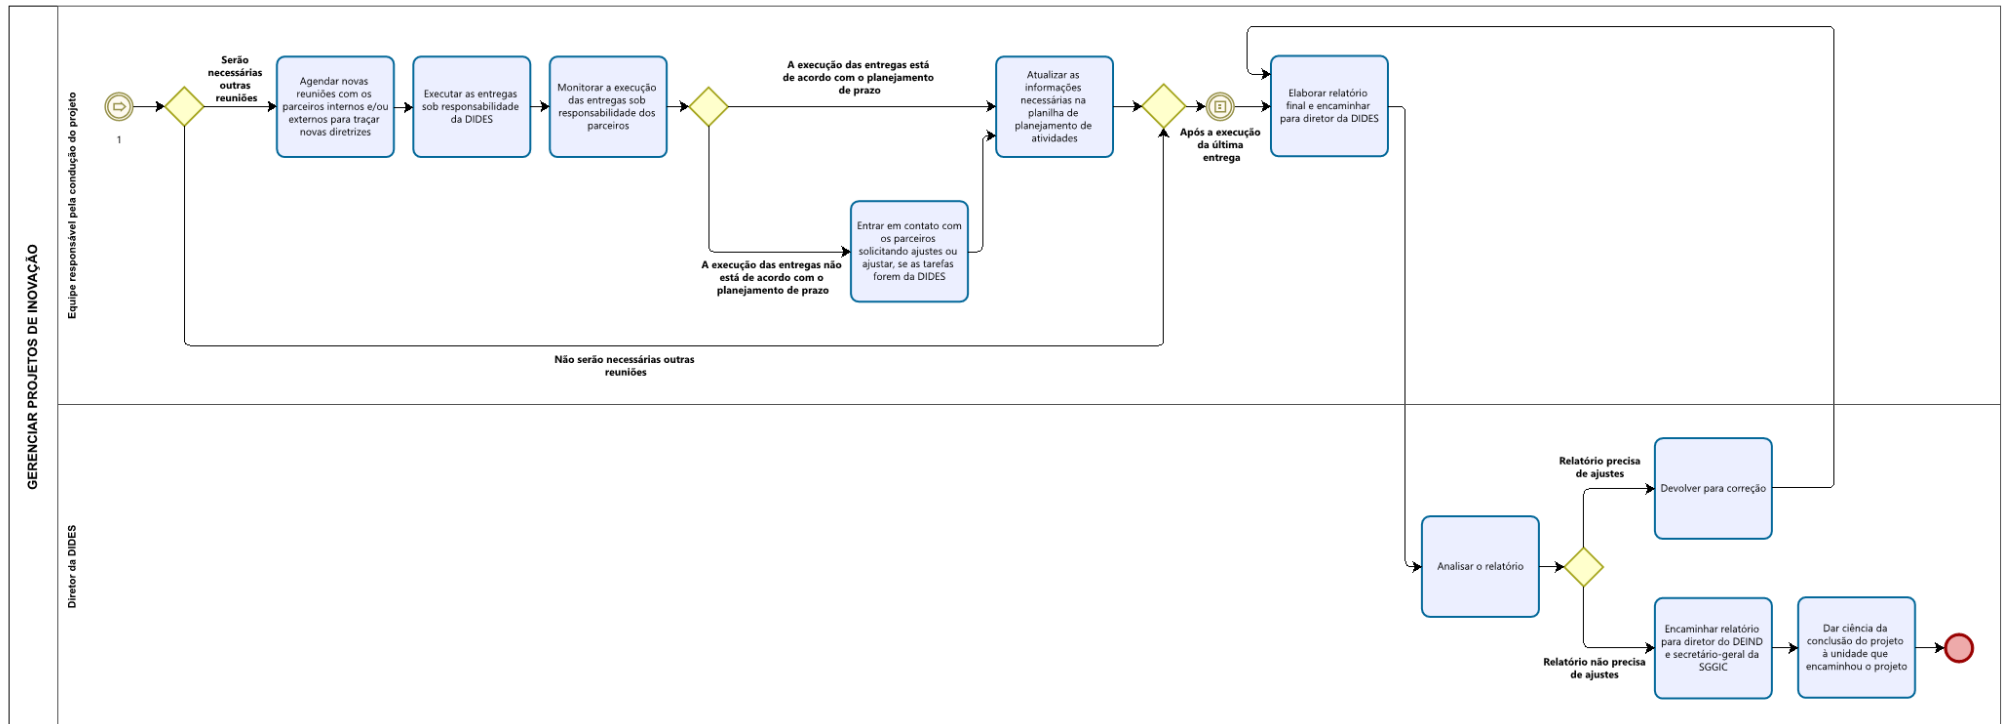 GERENCIAR PROJETOS DE INOVAÇÃO
Equipe responsável pela condução do projeto
1
Serão
necessárias
outras
reuniões
Agendar novas
reuniões com os
parceiros internos e/ou
externos para traçar
novas diretrizes
Executar as entregas
sob responsabilidade
da DIDES
Monitorar a execução
das entregas sob
responsabilidade dos
parceiros
A execução das entregas está
de acordo com o planejamento
de prazo
A execução das entregas não
está de acordo com o
planejamento de prazo
Entrar em contato com
os parceiros
solicitando ajustes ou
ajustar, se as tarefas
forem da DIDES
Atualizar as
informações
necessárias na
planilha de
planejamento de
atividades
Não serão necessárias outras
reuniões
Após a execução
da última
entrega
Elaborar relatório
final e encaminhar
para diretor da DIDES
Diretor da DIDES
Analisar o relatório
Relatório precisa
de ajustes
Devolver para correção
Relatório não precisa
de ajustes
Encaminhar relatório
para diretor do DEIND
e secretário-geral da
SGGIC
Dar ciência da
conclusão do projeto
à unidade que
encaminhou o projeto